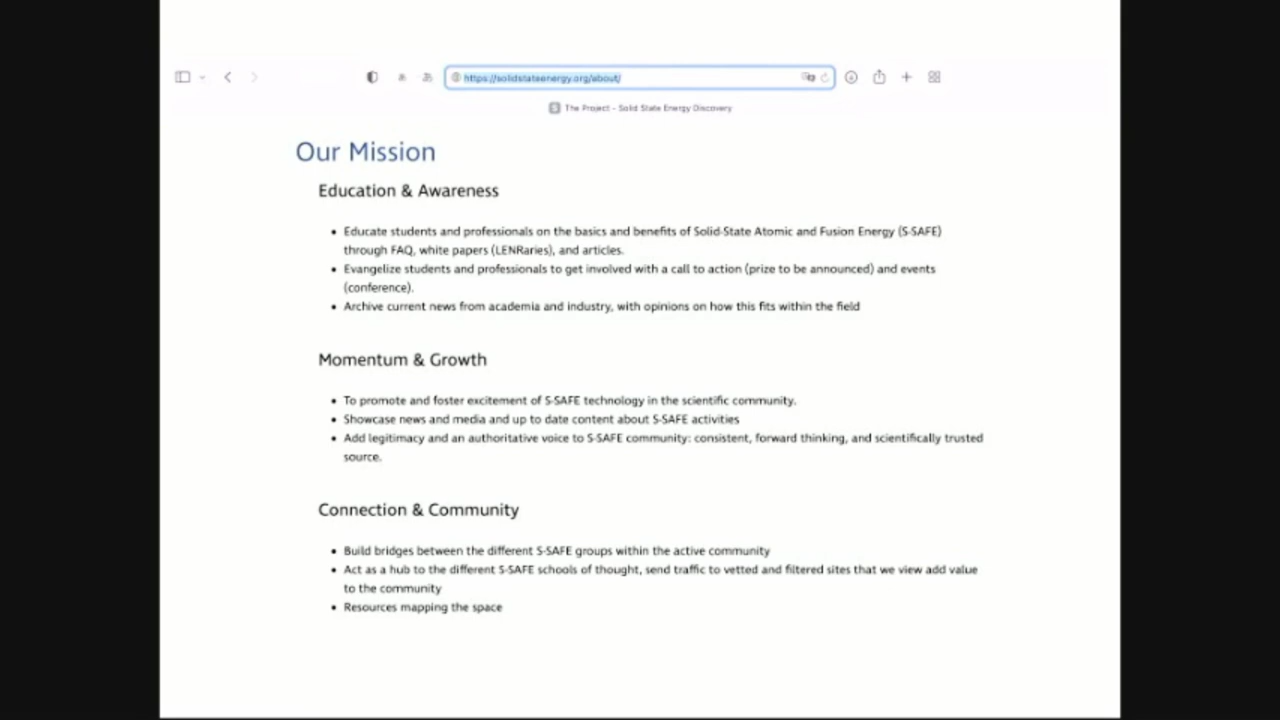 https://solidstateenergy.org/about/
The Project – Solid State Energy Discovery
Our Mission
Education & Awareness
• Educate students and professionals on the basics and benefits of Solid-State Atomic and Fusion Energy (S-SAFE)
through FAQ, white papers (LENRaries), and articles.
• Evangelize students and professionals to get involved with a call to action (prize to be announced) and events
(conference).
• Archive current news from academia and industry, with opinions on how this fits within the field
Momentum & Growth
• To promote and foster excitement of S-SAFE technology in the scientific community.
• Showcase news and media and up to date content about S-SAFE activities
• Add legitimacy and an authoritative voice to S-SAFE community: consistent, forward thinking, and scientifically trusted
source.
Connection & Community
• Build bridges between the different S-SAFE groups within the active community
• Act as a hub to the different S-SAFE schools of thought, send traffic to vetted and filtered sites that we view add value
to the community
• Resources mapping the space